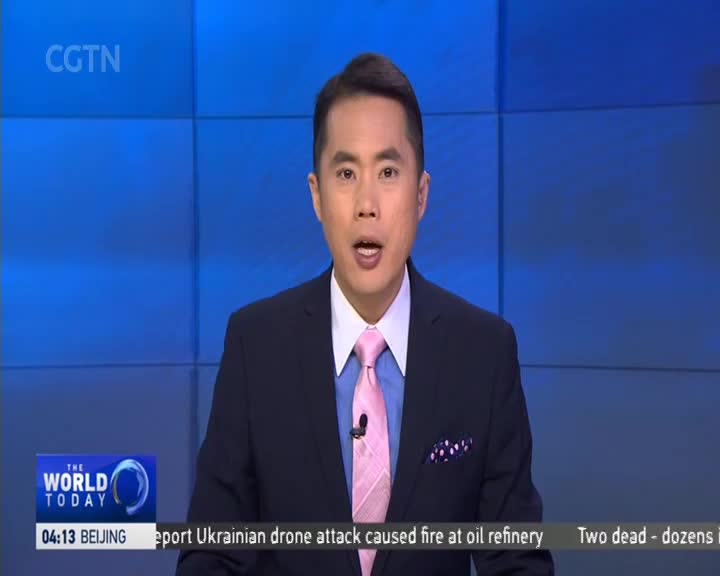 CGTN
THE
WORLD
TODAY
04:13 BEIJING
eport Ukrainian drone attack caused fire at oil refinery Two dead - dozens i